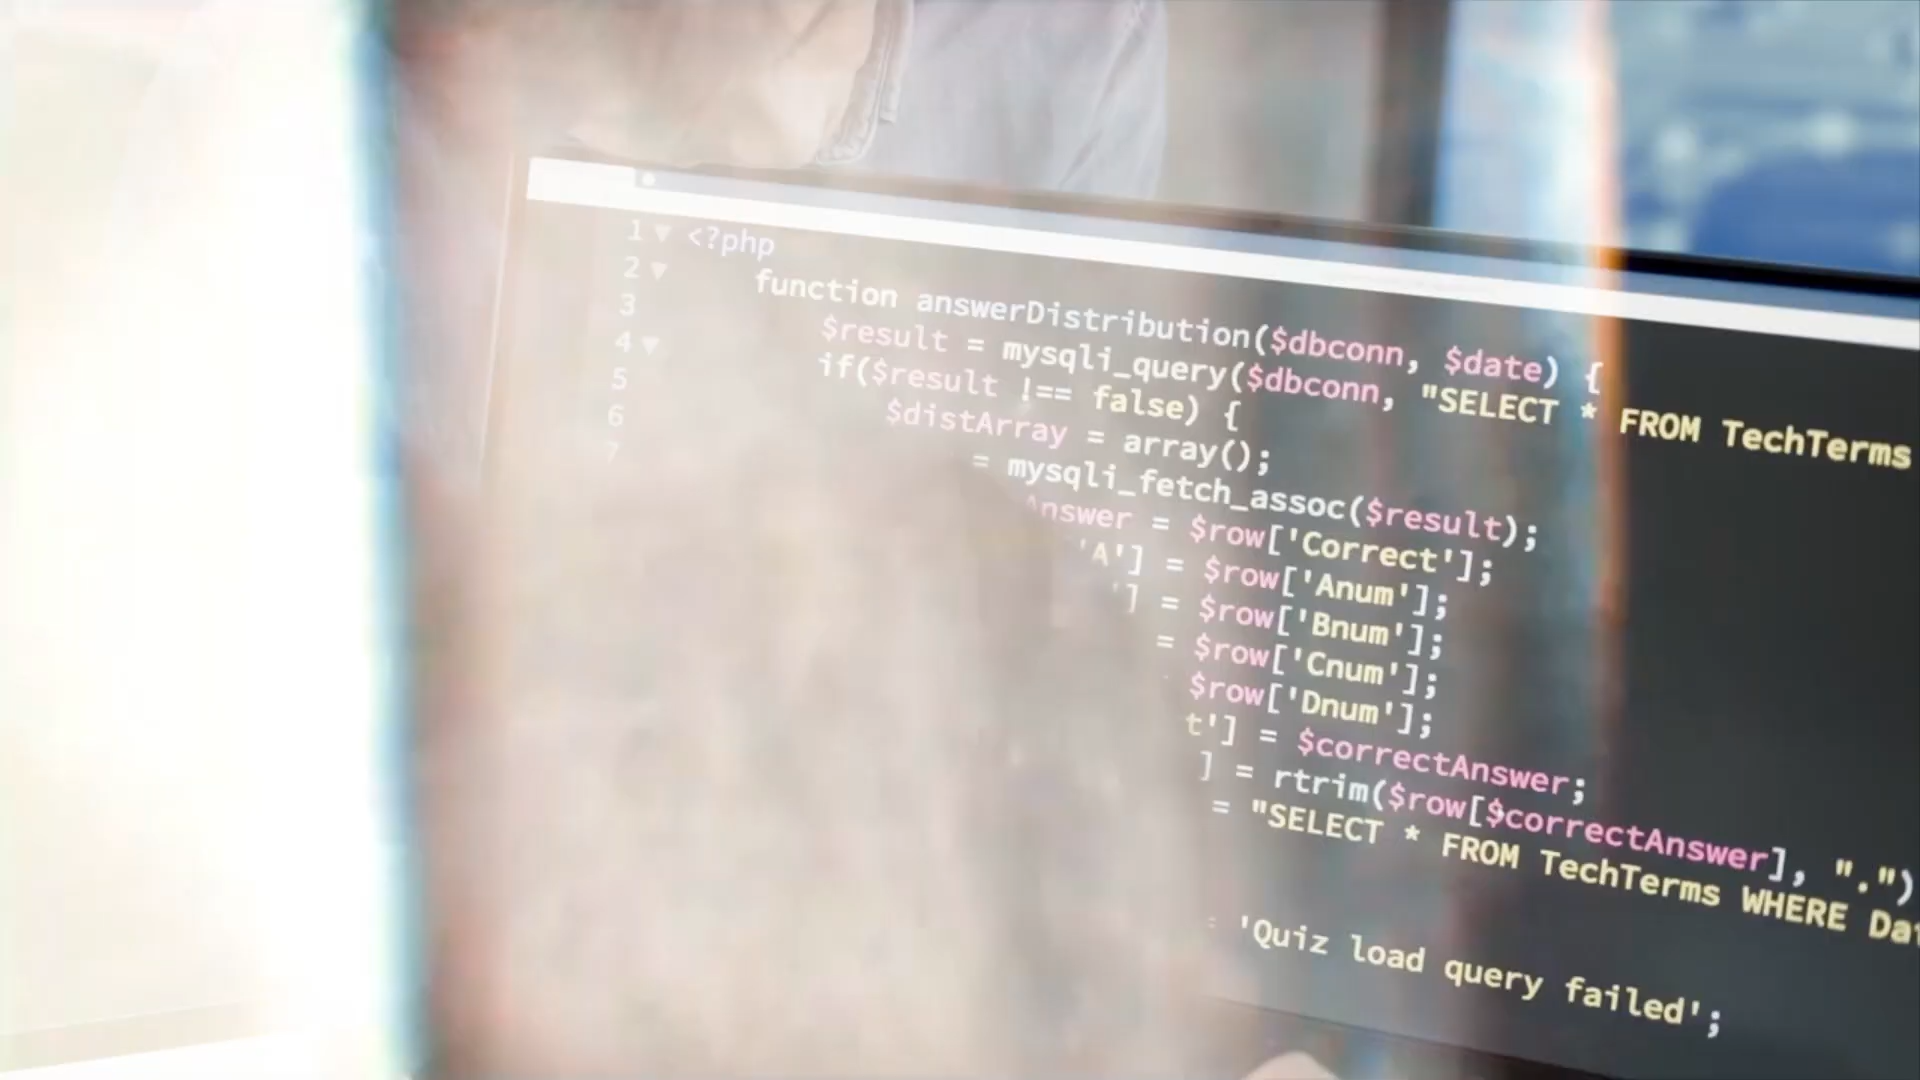 1 <?php
2 function answerDistribution($dbconn, $date) {
3 $result = mysqli_query($dbconn, "SELECT * FROM TechTerms
4 if($result !== false) {
5 $distArray = array();
6 = mysqli_fetch_assoc($result);
7 Answer = $row['Correct'];
'A'] = $row['Anum'];
'] = $row['Bnum'];
= $row['Cnum'];
$row['Dnum'];
t'] = $correctAnswer;
] = rtrim($row[$correctAnswer], ".")
= "SELECT * FROM TechTerms WHERE
'Quiz load query failed';